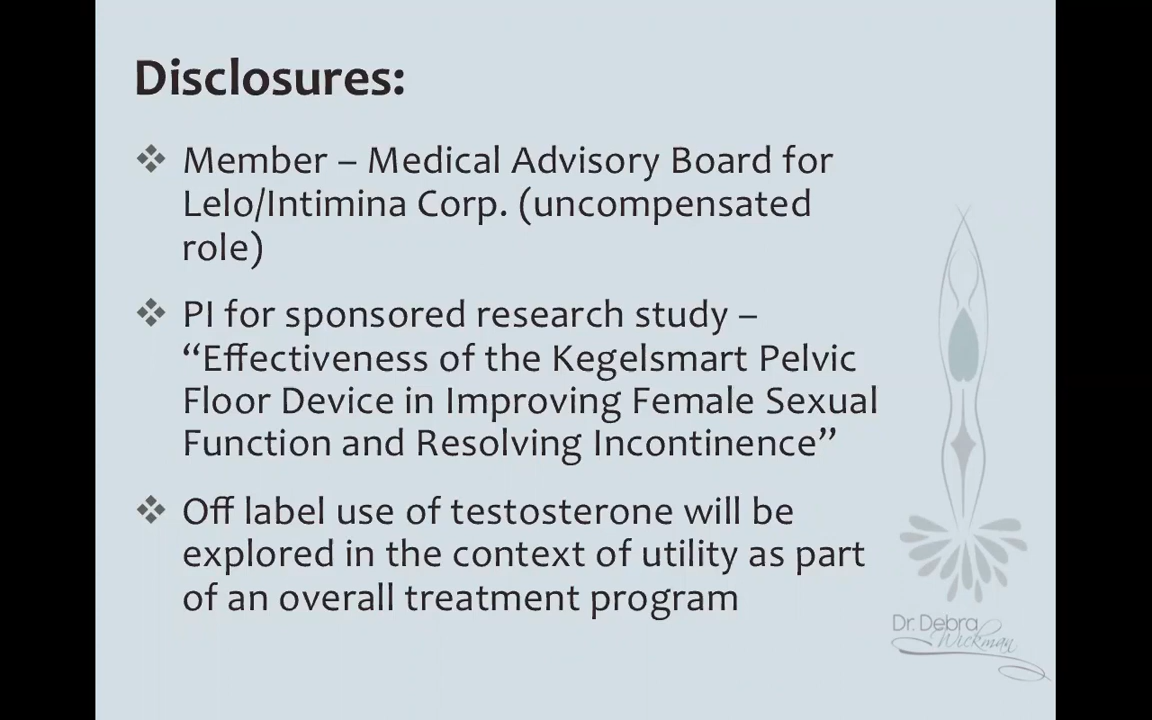 Disclosures:
❖ Member – Medical Advisory Board for
Lelo/Intimina Corp. (uncompensated
role)
❖ PI for sponsored research study –
“Effectiveness of the Kegelsmart Pelvic
Floor Device in Improving Female Sexual
Function and Resolving Incontinence”
❖ Off label use of testosterone will be
explored in the context of utility as part
of an overall treatment program
Dr. Debra
Wickman